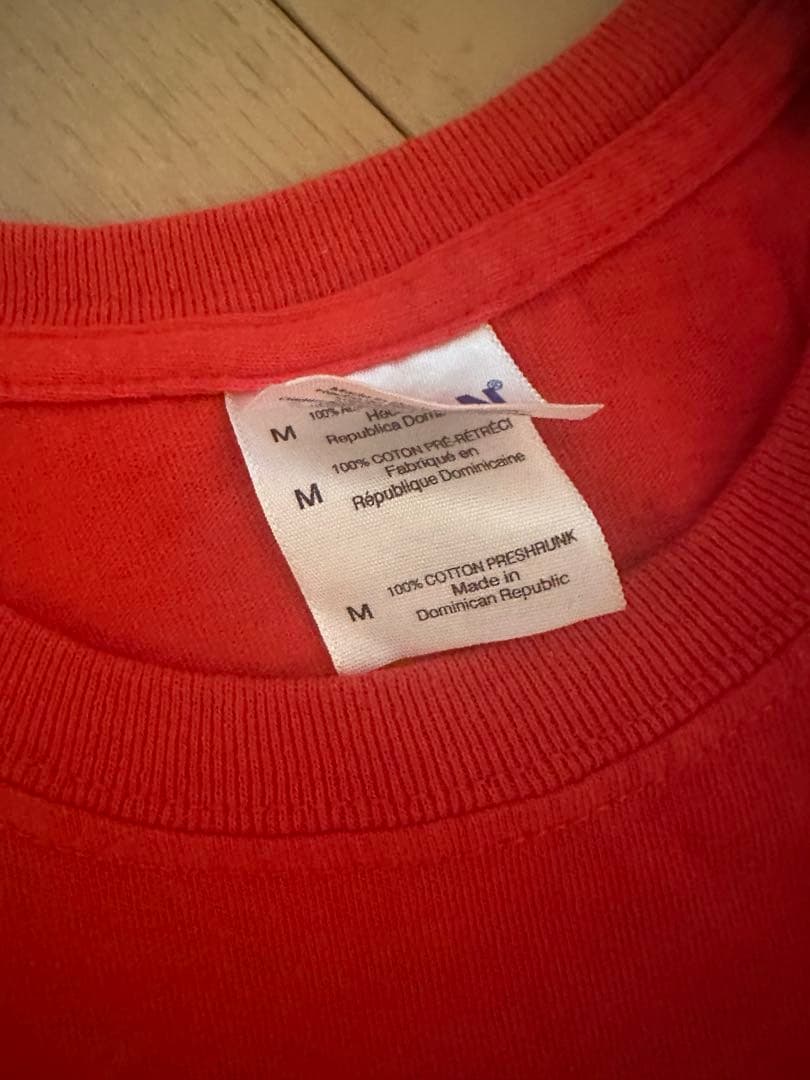 N®
M
100%
Republica Dom
M
100% COTON PRÉ-RÉTRÉCI
Fabriqué en
République Dominicaine
M
100% COTTON PRESHRUNK
Made in
Dominican Republic